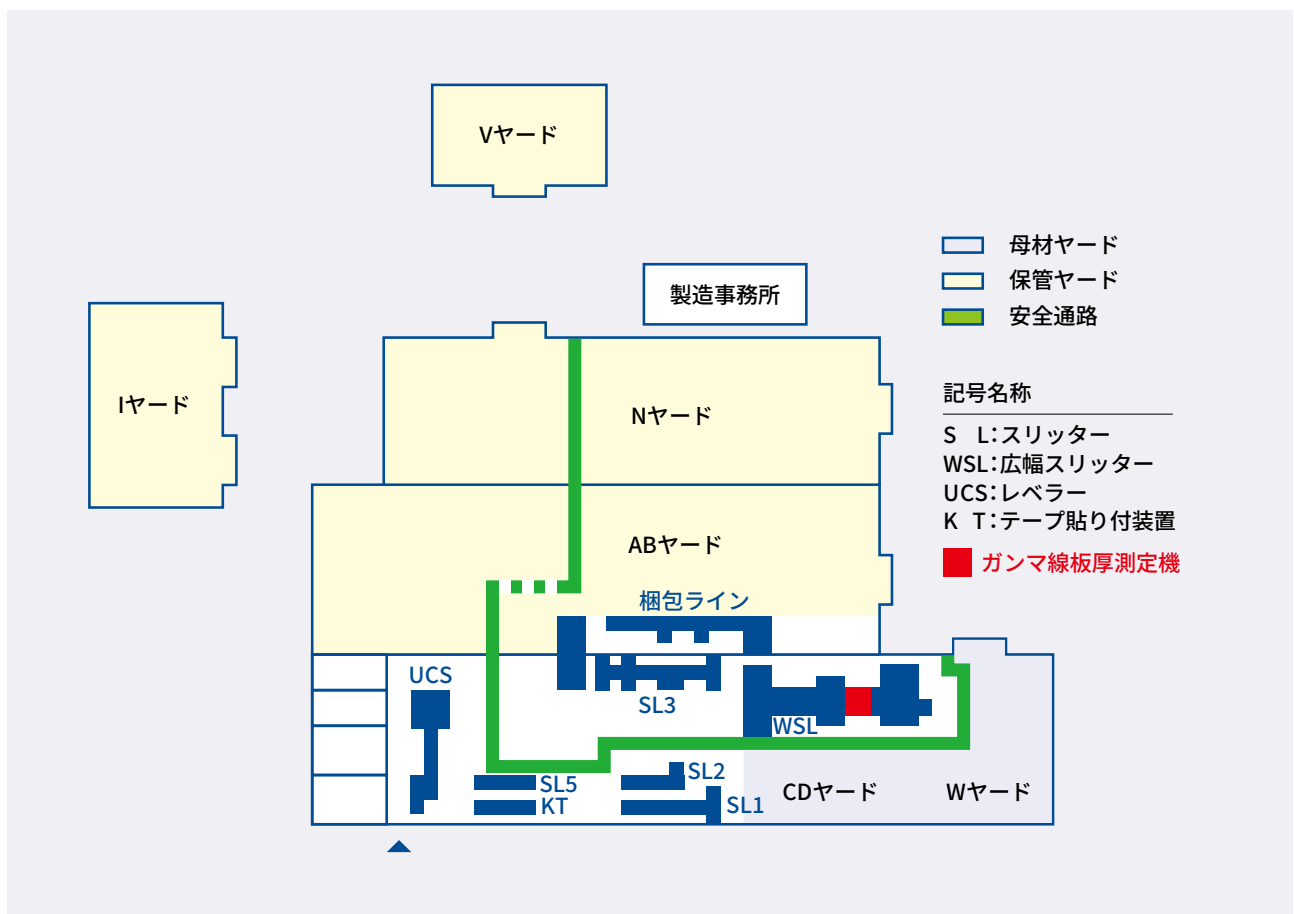 Vヤード
母材ヤード
保管ヤード
安全通路
製造事務所
Iヤード
Nヤード
記号名称
S L：スリッター
WSL：広幅スリッター
UCS：レベラー
K T：テープ貼り付装置
ガンマ線板厚測定機
ABヤード
梱包ライン
UCS
SL3
WSL
SL2
SL5
KT
SL1
CDヤード
Wヤード